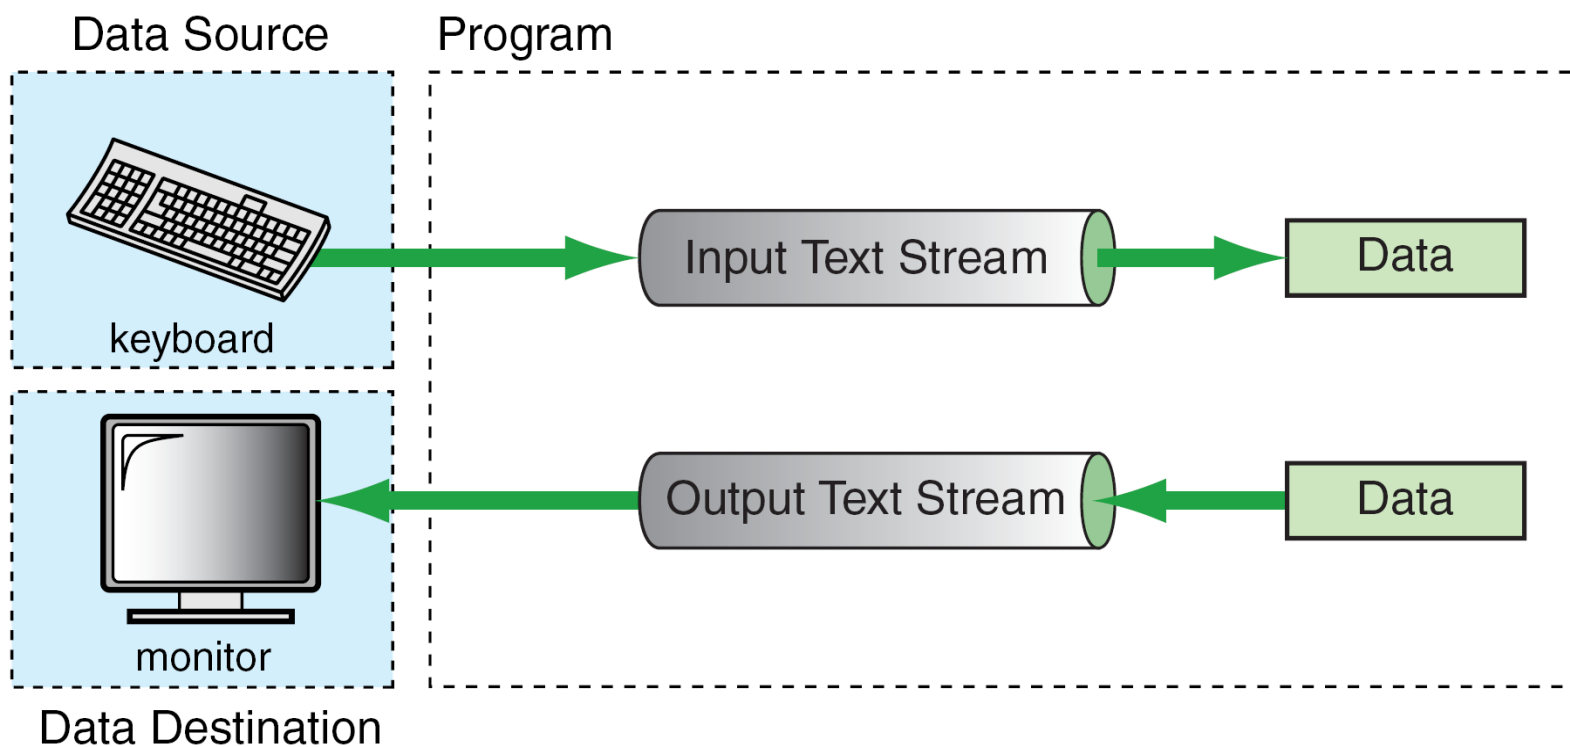 Data Source
Program
keyboard
Input Text Stream
Data
monitor
Output Text Stream
Data
Data Destination